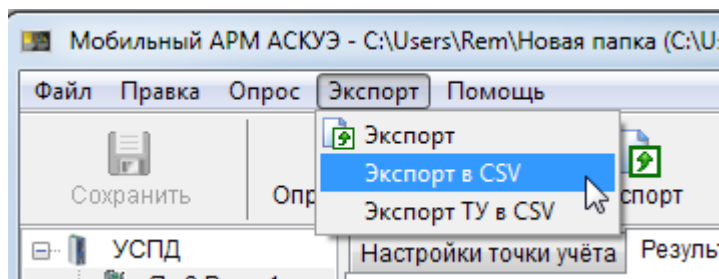 Мобильный АРМ АСКУЭ - C:\Users\Rem\Новая папка (C:\U
Файл Правка Опрос Экспорт Помощь
Экспорт
Экспорт в CSV
Экспорт ТУ в CSV
Сохранить Опр спорт
УСПД
Настройки точки учёта Резуль